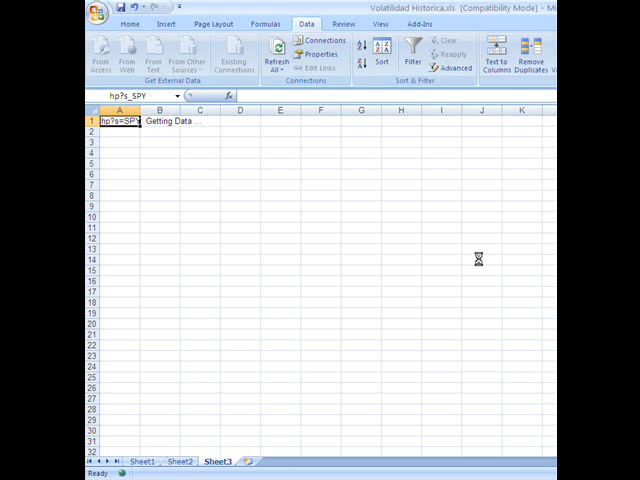 Volatilidad Historica.xls [Compatibility Mode] - Mi
Home Insert Page Layout Formulas Data Review View Add-Ins
From Access From Web From Text From Other Sources Existing Connections
Refresh All Connections Properties Edit Links
Sort Filter Clear Reapply Advanced
Text to Columns Remove Duplicates
Get External Data Connections Sort & Filter
hp?s_SPY fx
A B C D E F G H I J K
1 hp?s=SPY Getting Data ...
2
3
4
5
6
7
8
9
10
11
12
13
14
15
16
17
18
19
20
21
22
23
24
25
26
27
28
29
30
31
32
Sheet1 Sheet2 Sheet3
Ready